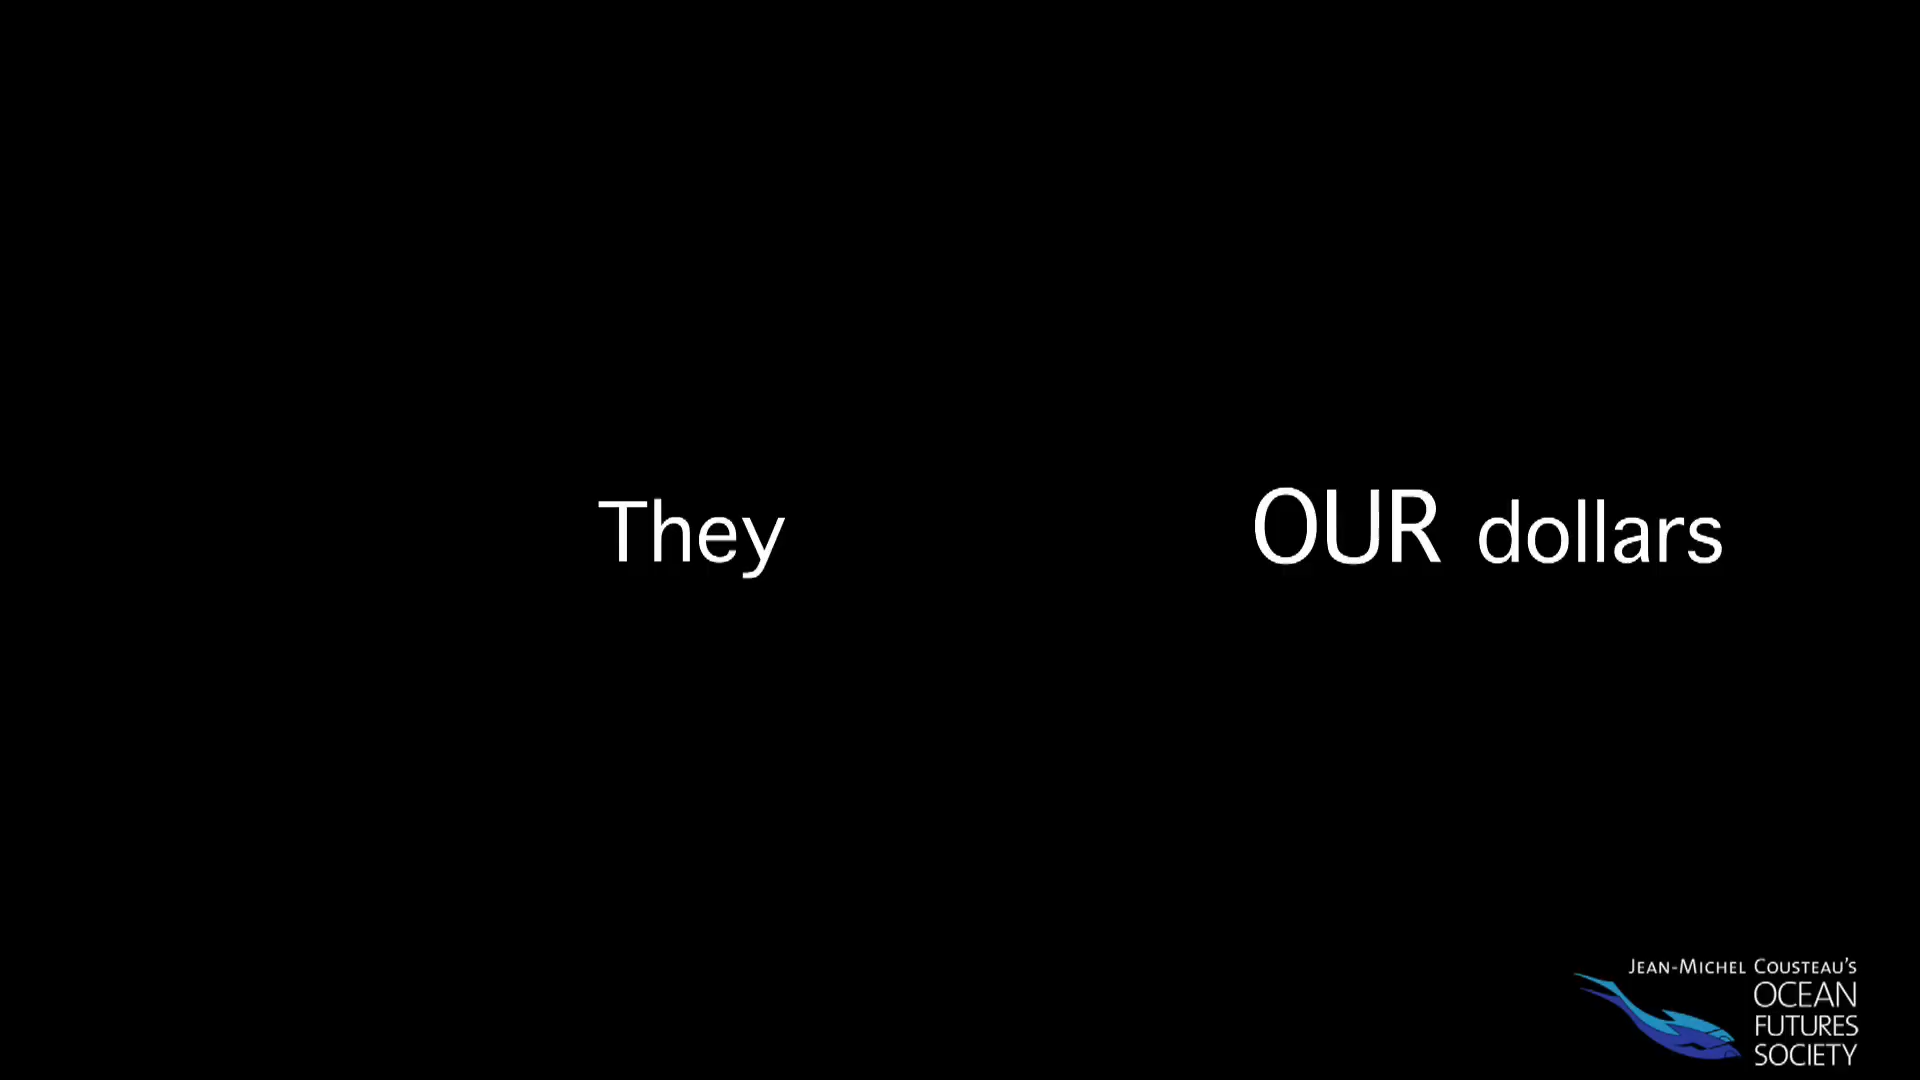 They OUR dollars
JEAN-MICHEL COUSTEAU'S
OCEAN
FUTURES
SOCIETY